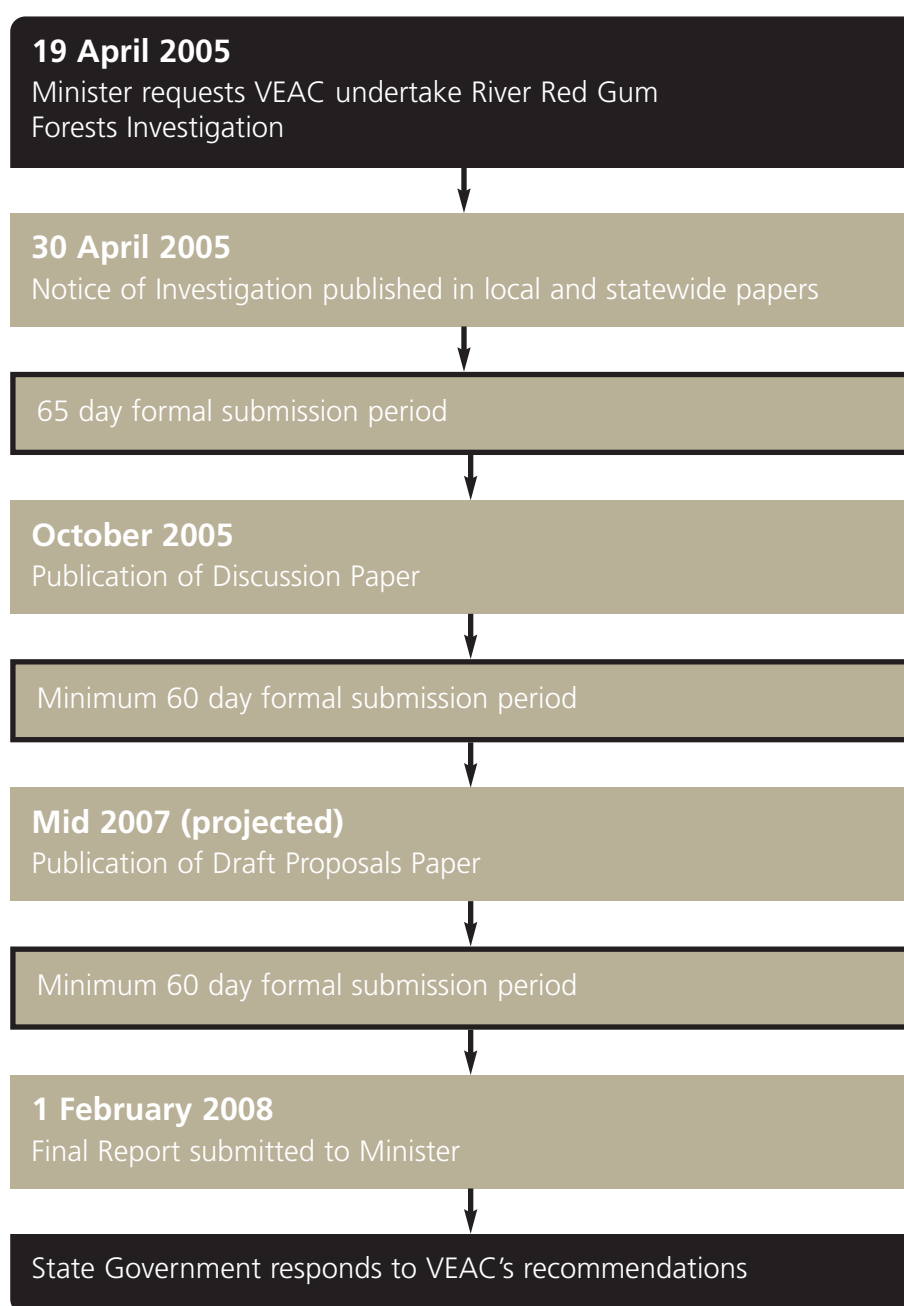 19 April 2005
Minister requests VEAC undertake River Red Gum
Forests Investigation
30 April 2005
Notice of Investigation published in local and statewide papers
65 day formal submission period
October 2005
Publication of Discussion Paper
Minimum 60 day formal submission period
Mid 2007 (projected)
Publication of Draft Proposals Paper
Minimum 60 day formal submission period
1 February 2008
Final Report submitted to Minister
State Government responds to VEAC’s recommendations